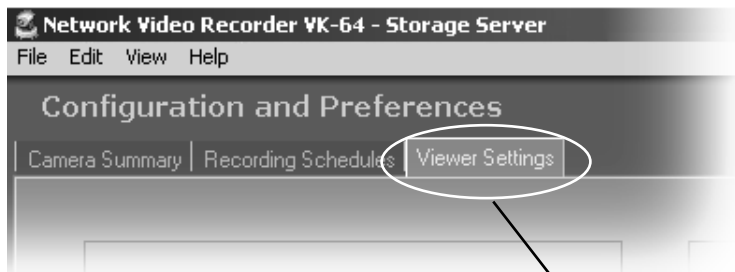 Network Video Recorder VK-64 - Storage Server
File Edit View Help
Configuration and Preferences
Camera Summary Recording Schedules Viewer Settings